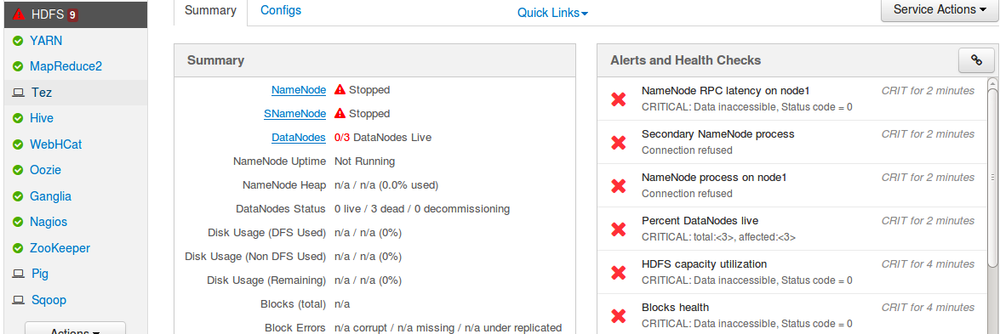 HDFS 9
YARN
MapReduce2
Tez
Hive
WebHCat
Oozie
Ganglia
Nagios
ZooKeeper
Pig
Sqoop
Actions
Summary Configs Quick Links Service Actions
Summary
NameNode Stopped
SNameNode Stopped
DataNodes 0/3 DataNodes Live
NameNode Uptime Not Running
NameNode Heap n/a / n/a (0.0% used)
DataNodes Status 0 live / 3 dead / 0 decommissioning
Disk Usage (DFS Used) n/a / n/a (0%)
Disk Usage (Non DFS Used) n/a / n/a (0%)
Disk Usage (Remaining) n/a / n/a (0%)
Blocks (total) n/a
Block Errors n/a corrupt / n/a missing / n/a under replicated
Alerts and Health Checks
NameNode RPC latency on node1 CRIT for 2 minutes
CRITICAL: Data inaccessible, Status code = 0
Secondary NameNode process CRIT for 2 minutes
Connection refused
NameNode process on node1 CRIT for 2 minutes
Connection refused
Percent DataNodes live CRIT for 2 minutes
CRITICAL: total:<3>, affected:<3>
HDFS capacity utilization CRIT for 4 minutes
CRITICAL: Data inaccessible, Status code = 0
Blocks health CRIT for 4 minutes
CRITICAL: Data inaccessible, Status code = 0